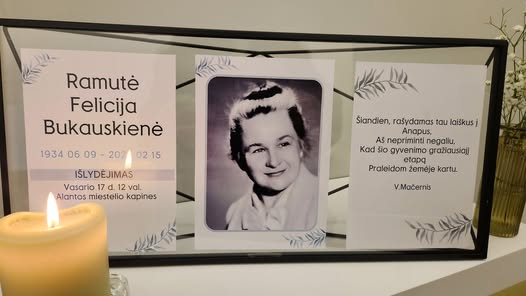 Ramutė
Felicija
Bukauskienė
1934 06 09 - 02 15
IŠLYDĖJIMAS
Vasario 17 d. 12 val.
Alantos miestelio kapines
Šiandien, rašydamas tau laiškus į
Anapus,
Aš nepriminti negaliu,
Kad šio gyvenimo gražiausiąjį
etapą
Praleidom žemėje kartu.
V.Mačernis